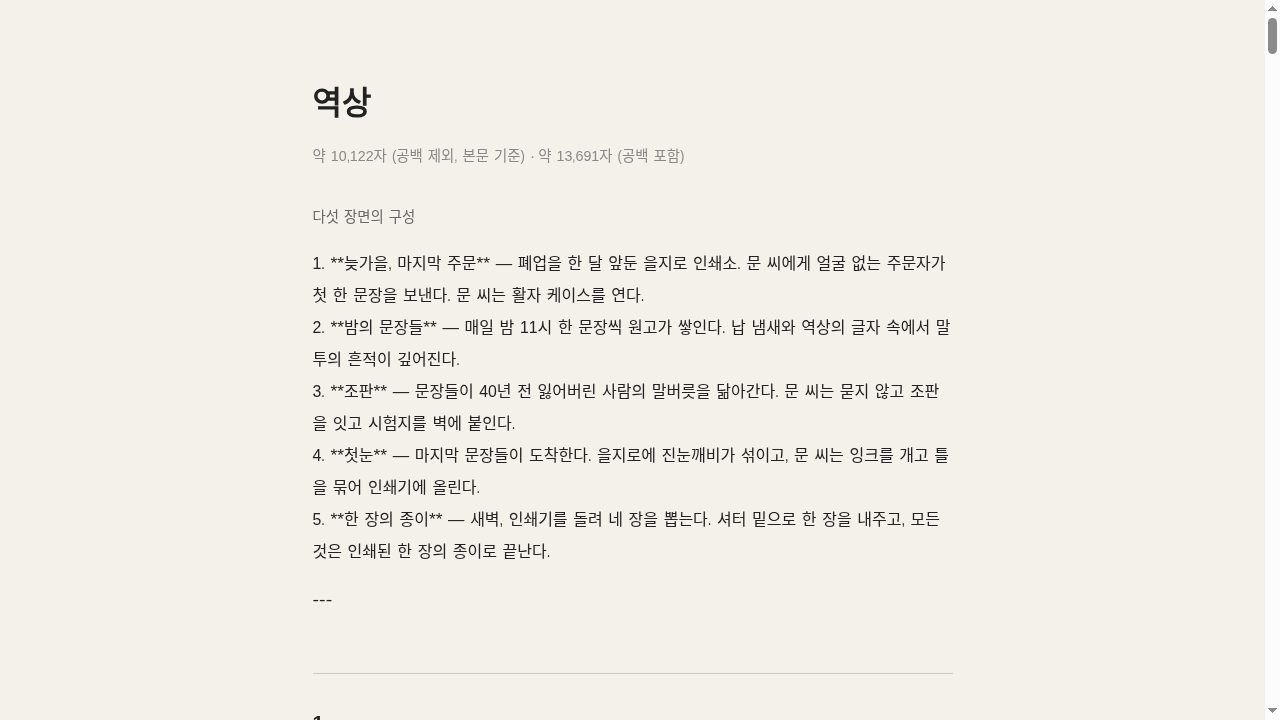 역상
약 10,122자 (공백 제외, 본문 기준) · 약 13,691자 (공백 포함)
다섯 장면의 구성
1. **늦가을, 마지막 주문** — 폐업을 한 달 앞둔 을지로 인쇄소. 문 씨에게 얼굴 없는 주문자가
첫 한 문장을 보낸다. 문 씨는 활자 케이스를 연다.
2. **밤의 문장들** — 매일 밤 11시 한 문장씩 원고가 쌓인다. 납 냄새와 역상의 글자 속에서 말
투의 흔적이 깊어진다.
3. **조판** — 문장들이 40년 전 잃어버린 사람의 말버릇을 닮아간다. 문 씨는 묻지 않고 조판
을 잇고 시험지를 벽에 붙인다.
4. **첫눈** — 마지막 문장들이 도착한다. 을지로에 진눈깨비가 섞이고, 문 씨는 잉크를 개고 틀
을 묶어 인쇄기에 올린다.
5. **한 장의 종이** — 새벽, 인쇄기를 돌려 네 장을 뽑는다. 셔터 밑으로 한 장을 내주고, 모든
것은 인쇄된 한 장의 종이로 끝난다.
---